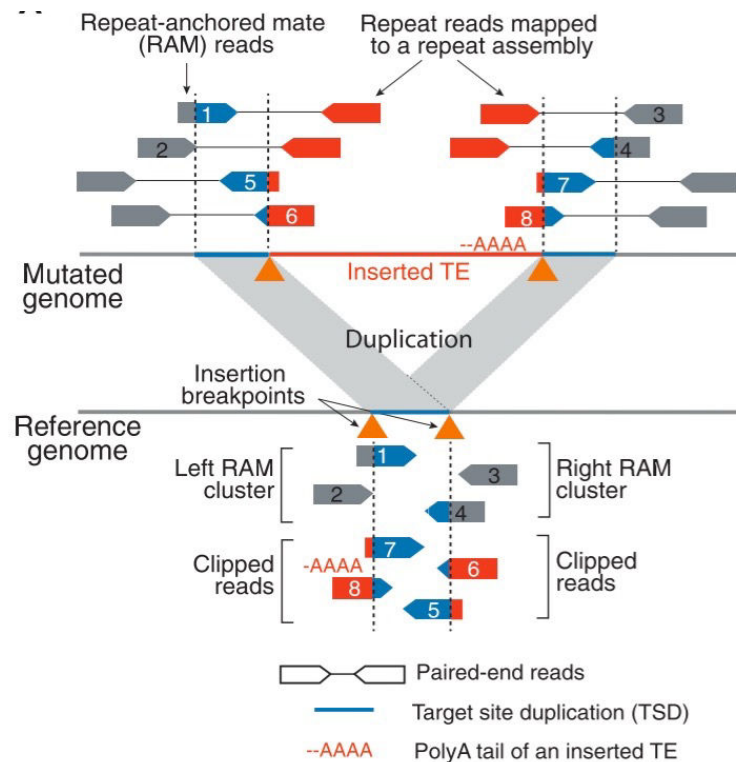 Repeat-anchored mate
(RAM) reads
Repeat reads mapped
to a repeat assembly
1
3
2
4
5
7
6
8
--AAAA
Inserted TE
Mutated
genome
Duplication
Insertion
breakpoints
Reference
genome
1
Left RAM
cluster
3
Right RAM
cluster
2
4
7
Clipped
reads
-AAAA
6
Clipped
reads
8
5
Paired-end reads
Target site duplication (TSD)
--AAAA
PolyA tail of an inserted TE